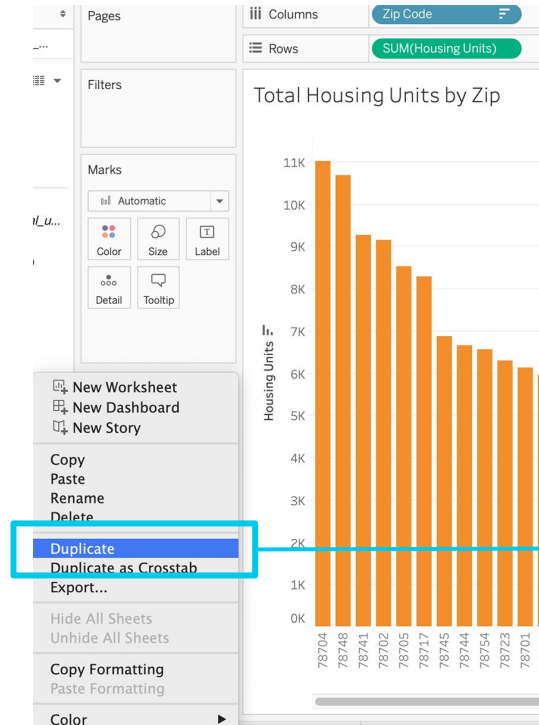 Pages
Columns
Zip Code
Rows
SUM(Housing Units)
Filters
Total Housing Units by Zip
Marks
Automatic
Color
Size
Label
Detail
Tooltip
Housing Units
11K
10K
9K
8K
7K
6K
5K
4K
3K
2K
1K
0K
78704
78748
78741
78702
78705
78717
78745
78744
78754
78723
78701
New Worksheet
New Dashboard
New Story
Copy
Paste
Rename
Delete
Duplicate
Duplicate as Crosstab
Export...
Hide All Sheets
Unhide All Sheets
Copy Formatting
Paste Formatting
Color